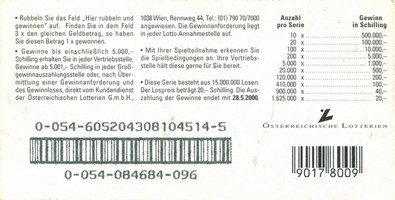 • Rubbeln Sie das Feld „Hier rubbeln und
gewinnen" auf. Finden Sie in dem Feld
3 x den gleichen Geldbetrag, so haben
Sie diesen Betrag 1 x gewonnen.
• Gewinne bis einschließlich 5.000,–
Schilling erhalten Sie in jeder Vertriebsstelle,
Gewinne ab 5.001,– Schilling in jeder Groß-
gewinnauszahlungsstelle oder, nach Über-
mittlung einer Gewinnanforderung und
des Gewinnloses, direkt vom Kundendienst
der Österreichischen Lotterien G.m.b.H.,
1038 Wien, Rennweg 44, Tel.: (01) 790 70/7000
angewiesen. Die Gewinnanforderung liegt in
jeder Lotto Annahmestelle auf.
• Mit Ihrer Spielteilnahme erkennen Sie
die Spielbedingungen an. Ihre Vertriebs-
stelle hält diese gerne für Sie bereit.
• Diese Serie besteht aus 15,000.000 Losen.
Der Lospreis beträgt 20,– Schilling. Die Aus-
zahlung der Gewinne endet mit 28.5.2000.
Anzahl pro Serie
Gewinn in Schilling
10 x 500.000,–
20 x 100.000,–
100 x 10.000,–
200 x 5.000,–
20.000 x 500,–
120.000 x 200,–
410.000 x 100,–
900.000 x 40,–
1,625.000 x 20,–
ÖSTERREICHISCHE LOTTERIEN
0-054-605204308104514-5
0-054-084684-096
9017 8009